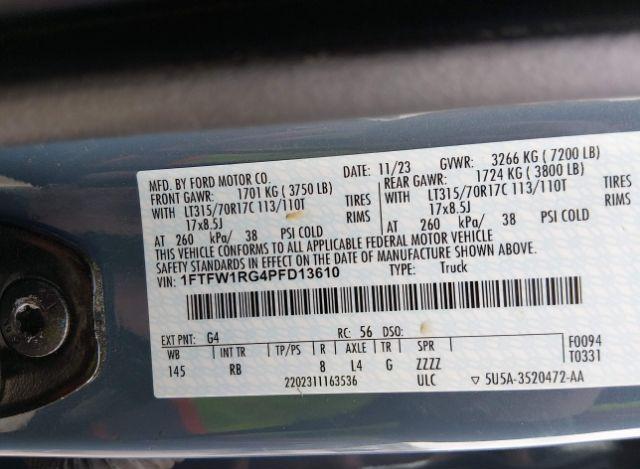 MFD. BY FORD MOTOR CO. DATE: 11/23 GVWR: 3266 KG ( 7200 LB)
FRONT GAWR: 1701 KG ( 3750 LB) REAR GAWR: 1724 KG ( 3800 LB)
WITH LT315/70R17C 113/110T TIRES WITH LT315/70R17C 113/110T TIRES
17x8.5J RIMS 17x8.5J RIMS
AT 260 kPa/ 38 PSI COLD AT 260 kPa/ 38 PSI COLD
THIS VEHICLE CONFORMS TO ALL APPLICABLE FEDERAL MOTOR VEHICLE
SAFETY STANDARDS IN EFFECT ON THE DATE OF MANUFACTURE SHOWN ABOVE.
VIN: 1FTFW1RG4PFD13610 TYPE: Truck
EXT PNT: G4 RC: 56 DSO: F0094
WB INT TR TP/PS R AXLE TR SPR T0331
145 RB 8 L4 G ZZZZ
2202311163536 ULC ▽ 5U5A-3520472-AA